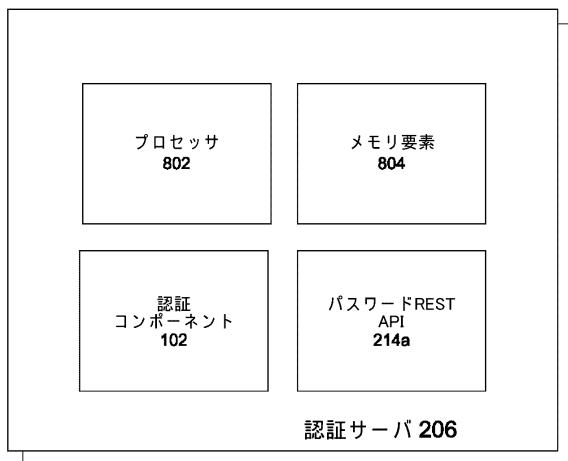 プロセッサ
802
メモリ要素
804
認証
コンポーネント
102
パスワードREST
API
214a
認証サーバ 206